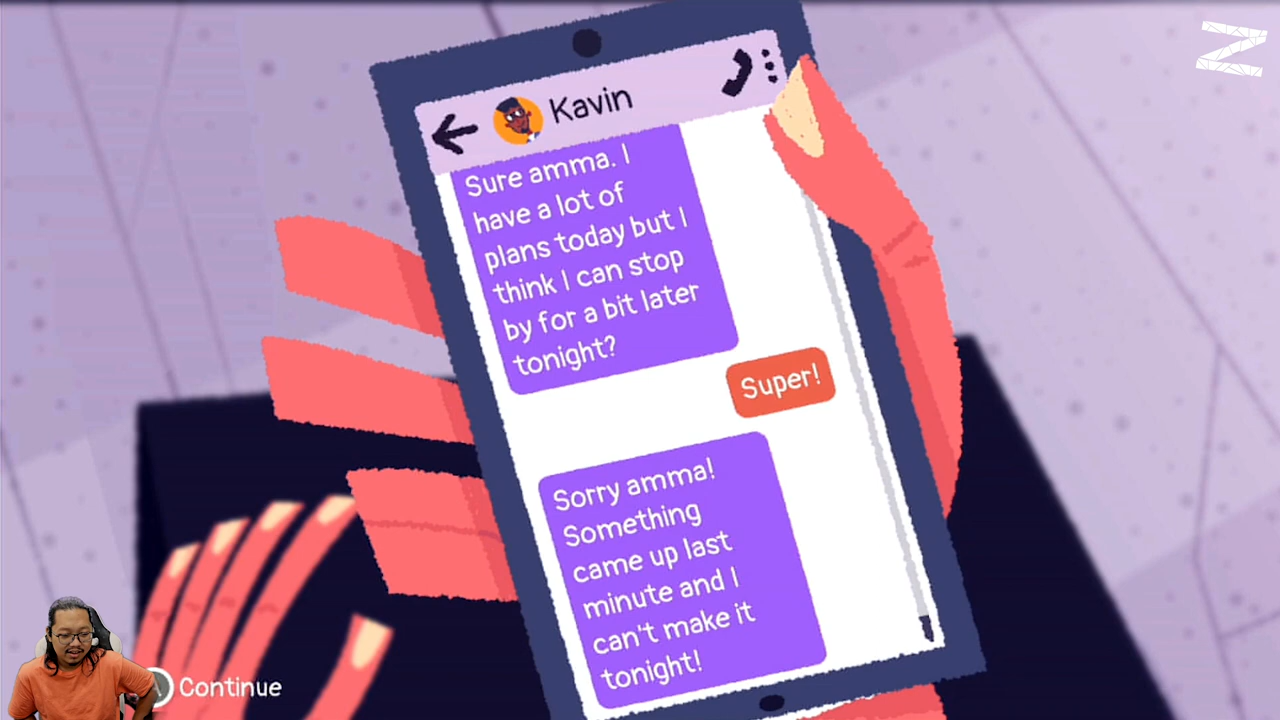 Kavin
Sure amma. I
have a lot of
plans today but I
think I can stop
by for a bit later
tonight?
Super!
Sorry amma!
Something
came up last
minute and I
can't make it
tonight!
A Continue
Z